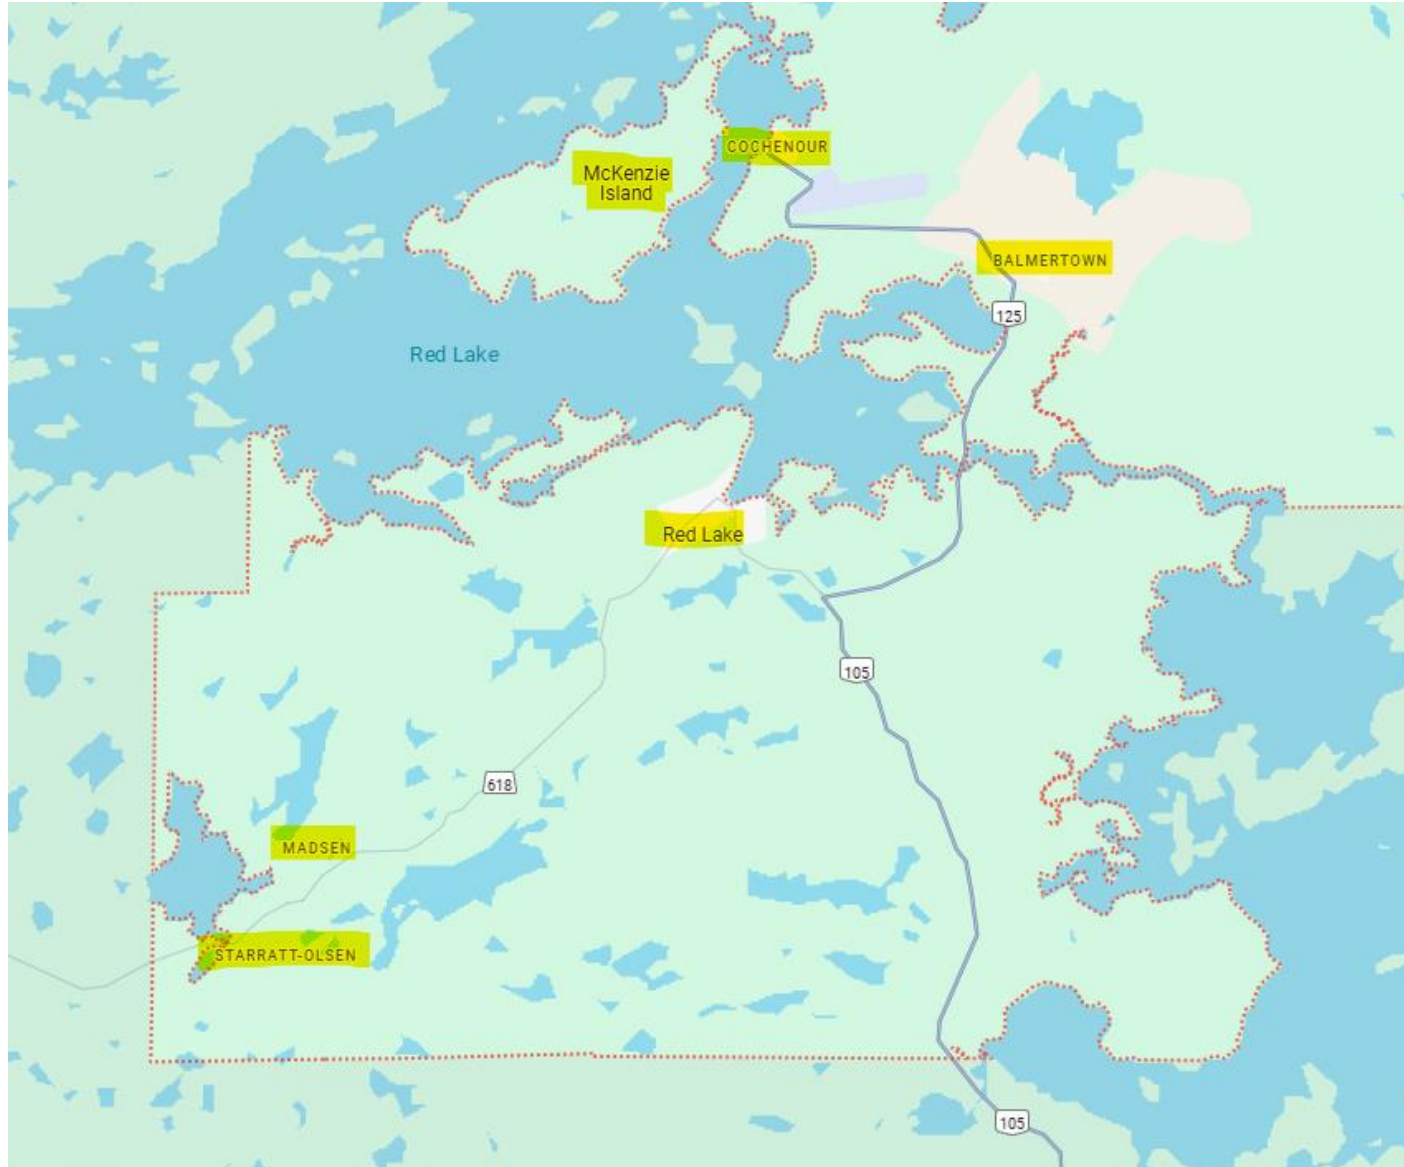 COCHENOUR
McKenzie
Island
BALMERTOWN
125
Red Lake
Red Lake
105
618
MADSEN
STARRATT-OLSEN
105